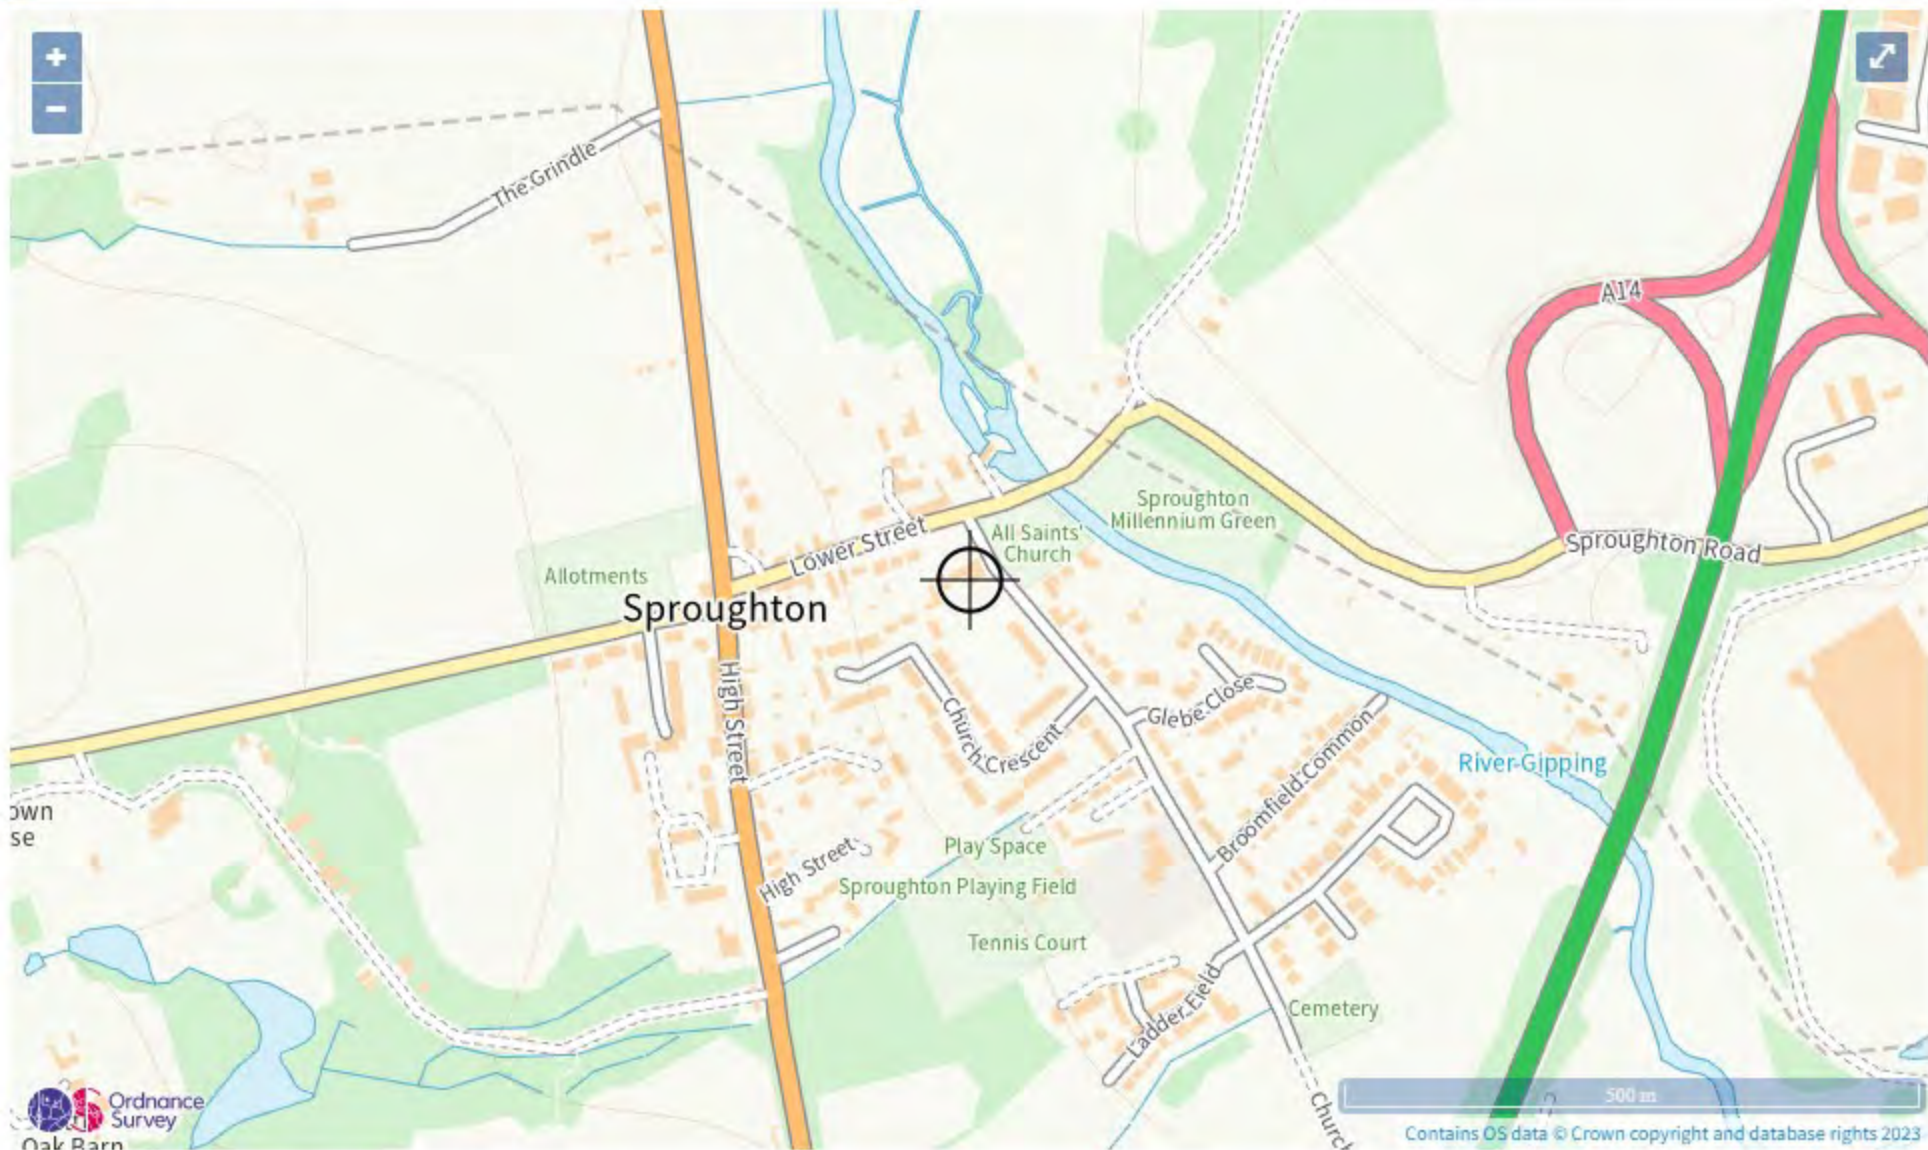 +
−
The Grindle
A14
Sproughton
Millennium Green
Lower Street
All Saints'
Church
Sproughton Road
Allotments
Sproughton
High Street
Church Crescent
Glebe Close
Broomfield Common
River Gipping
own
se
High Street
Play Space
Sproughton Playing Field
Tennis Court
Ladder Field
Cemetery
Church
Ordnance
Survey
Oak Barn
500 m
Contains OS data © Crown copyright and database rights 2023